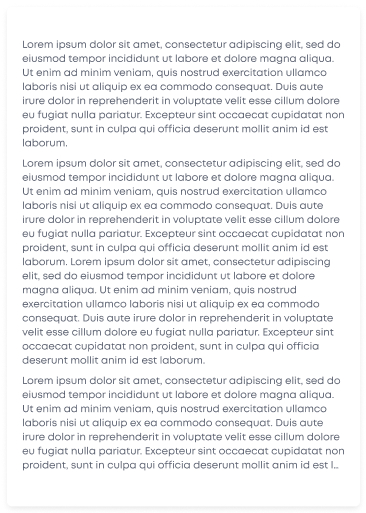 Lorem ipsum dolor sit amet, consectetur adipiscing elit, sed do
eiusmod tempor incididunt ut labore et dolore magna aliqua.
Ut enim ad minim veniam, quis nostrud exercitation ullamco
laboris nisi ut aliquip ex ea commodo consequat. Duis aute
irure dolor in reprehenderit in voluptate velit esse cillum dolore
eu fugiat nulla pariatur. Excepteur sint occaecat cupidatat non
proident, sunt in culpa qui officia deserunt mollit anim id est
laborum.
Lorem ipsum dolor sit amet, consectetur adipiscing elit, sed do
eiusmod tempor incididunt ut labore et dolore magna aliqua.
Ut enim ad minim veniam, quis nostrud exercitation ullamco
laboris nisi ut aliquip ex ea commodo consequat. Duis aute
irure dolor in reprehenderit in voluptate velit esse cillum dolore
eu fugiat nulla pariatur. Excepteur sint occaecat cupidatat non
proident, sunt in culpa qui officia deserunt mollit anim id est
laborum. Lorem ipsum dolor sit amet, consectetur adipiscing
elit, sed do eiusmod tempor incididunt ut labore et dolore
magna aliqua. Ut enim ad minim veniam, quis nostrud
exercitation ullamco laboris nisi ut aliquip ex ea commodo
consequat. Duis aute irure dolor in reprehenderit in voluptate
velit esse cillum dolore eu fugiat nulla pariatur. Excepteur sint
occaecat cupidatat non proident, sunt in culpa qui officia
deserunt mollit anim id est laborum.
Lorem ipsum dolor sit amet, consectetur adipiscing elit, sed do
eiusmod tempor incididunt ut labore et dolore magna aliqua.
Ut enim ad minim veniam, quis nostrud exercitation ullamco
laboris nisi ut aliquip ex ea commodo consequat. Duis aute
irure dolor in reprehenderit in voluptate velit esse cillum dolore
eu fugiat nulla pariatur. Excepteur sint occaecat cupidatat non
proident, sunt in culpa qui officia deserunt mollit anim id est l...